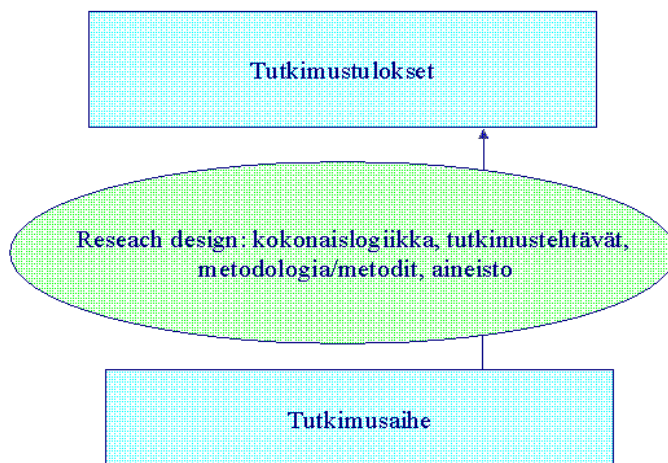 Tutkimustulokset
Reseach design: kokonaislogiikka, tutkimustehtävät,
metodologia/metodit, aineisto
Tutkimusaihe